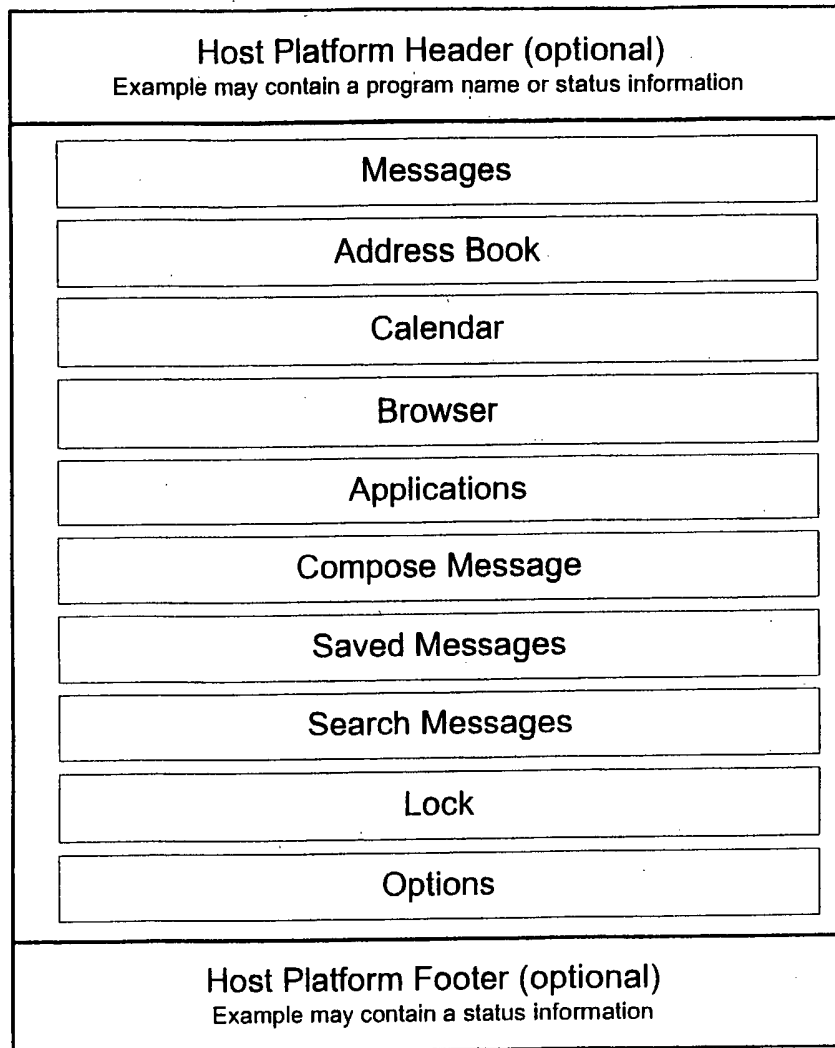 Host Platform Header (optional)
Example may contain a program name or status information
Messages
Address Book
Calendar
Browser
Applications
Compose Message
Saved Messages
Search Messages
Lock
Options
Host Platform Footer (optional)
Example may contain a status information